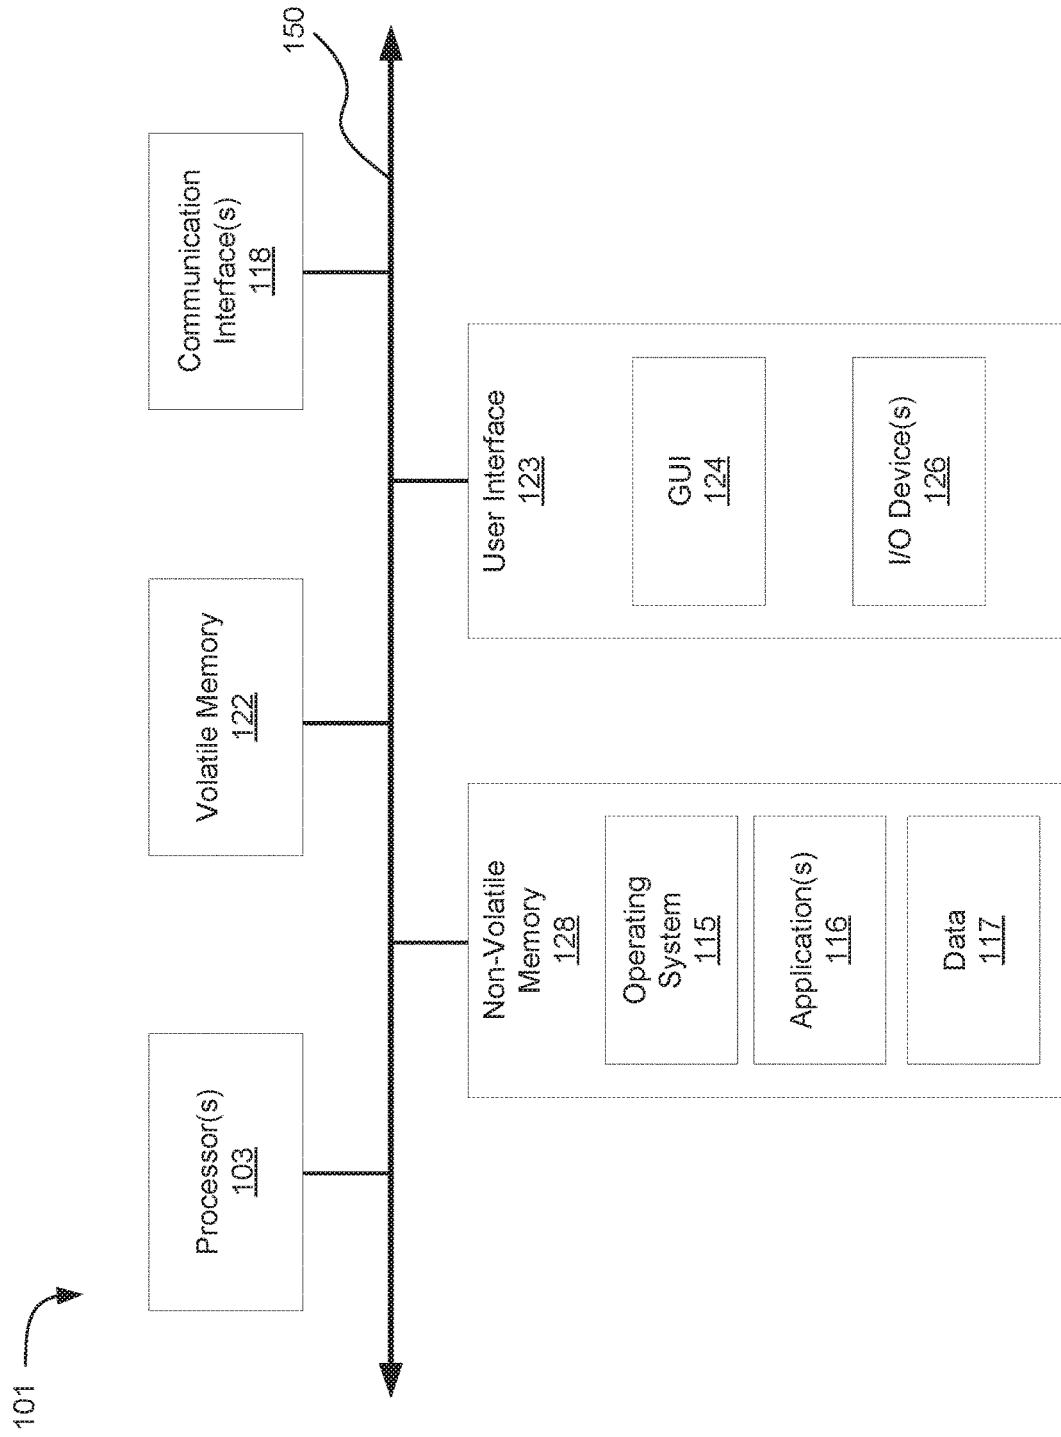 101
Processor(s)
103
Volatile Memory
122
Communication
Interface(s)
118
150
Non-Volatile
Memory
128
Operating
System
115
Application(s)
116
Data
117
User Interface
123
GUI
124
I/O Device(s)
126